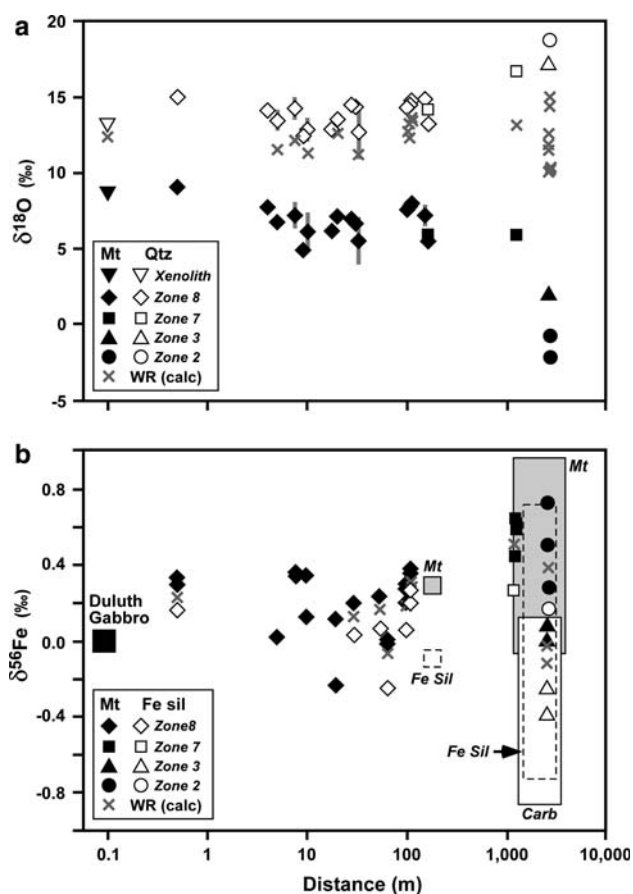 a
δ18O (‰)
20
15
10
5
0
-5
Mt Qtz
Xenolith
Zone 8
Zone 7
Zone 3
Zone 2
WR (calc)
b
δ56Fe (‰)
0.8
0.4
0.0
-0.4
-0.8
Mt
Mt
Duluth
Gabbro
Fe Sil
Mt Fe sil
Zone8
Zone 7
Zone 3
Zone 2
WR (calc)
Fe Sil
Carb
0.1 1 10 100 1,000 10,000
Distance (m)